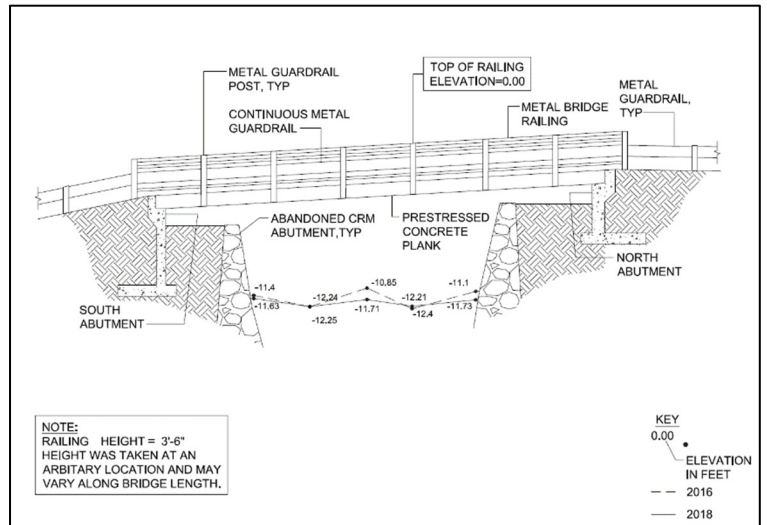 METAL GUARDRAIL
POST, TYP
TOP OF RAILING
ELEVATION=0.00
METAL
GUARDRAIL,
TYP
CONTINUOUS METAL
GUARDRAIL
METAL BRIDGE
RAILING
ABANDONED CRM
ABUTMENT,TYP
PRESTRESSED
CONCRETE
PLANK
NORTH
ABUTMENT
SOUTH
ABUTMENT
-11.4
-11.63
-12.24
-12.25
-10.85
-11.71
-12.21
-12.4
-11.1
-11.73
NOTE:
RAILING HEIGHT = 3'-6"
HEIGHT WAS TAKEN AT AN
ARBITARY LOCATION AND MAY
VARY ALONG BRIDGE LENGTH.
KEY
0.00
ELEVATION
IN FEET
2016
2018